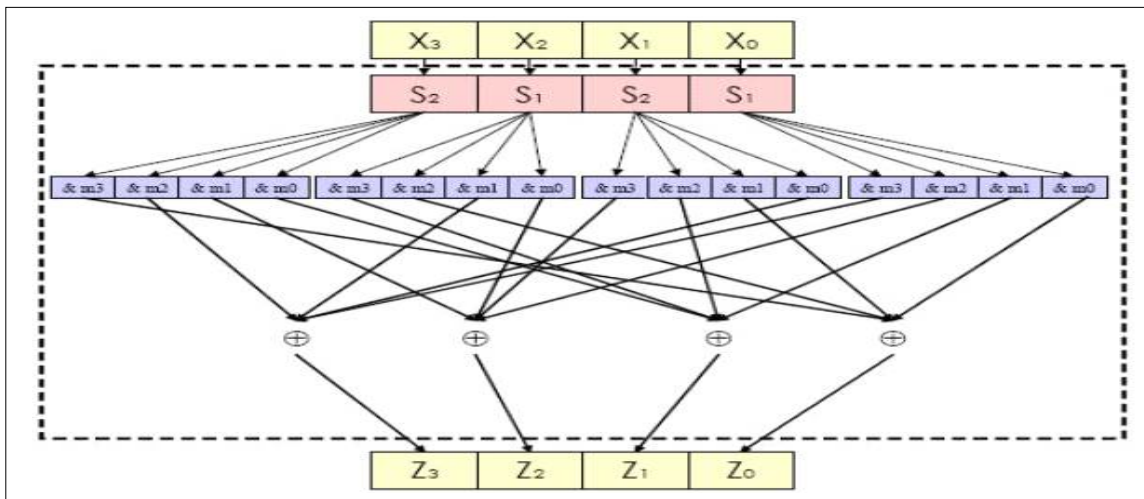 X₃ X₂ X₁ X₀
S₂ S₁ S₂ S₁
& m3 & m2 & m1 & m0 & m3 & m2 & m1 & m0 & m3 & m2 & m1 & m0 & m3 & m2 & m1 & m0
⊕ ⊕ ⊕ ⊕
Z₃ Z₂ Z₁ Z₀